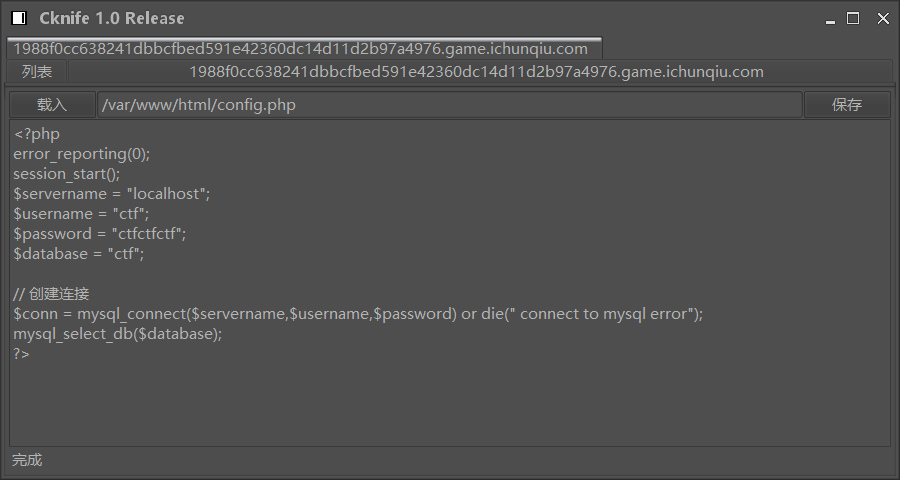 Cknife 1.0 Release
1988f0cc638241dbbcfbed591e42360dc14d11d2b97a4976.game.ichunqiu.com
列表 1988f0cc638241dbbcfbed591e42360dc14d11d2b97a4976.game.ichunqiu.com
载入 /var/www/html/config.php 保存
<?php
error_reporting(0);
session_start();
$servername = "localhost";
$username = "ctf";
$password = "ctfctfctf";
$database = "ctf";
// 创建连接
$conn = mysql_connect($servername,$username,$password) or die(" connect to mysql error");
mysql_select_db($database);
?>
完成